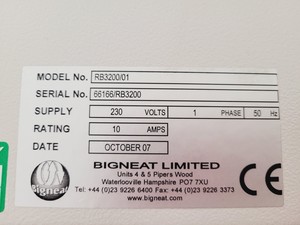 MODEL No. RB3200/01
SERIAL No. 66166/RB3200
SUPPLY 230 VOLTS 1 PHASE 50 Hz
RATING 10 AMPS
DATE OCTOBER 07
Bigneat
BIGNEAT LIMITED
Units 4 & 5 Pipers Wood
Waterlooville Hampshire PO7 7XU
Tel: +44 (0)23 9226 6400 Fax: +44 (0)23 9226 3373
www.bigneat.com
CE